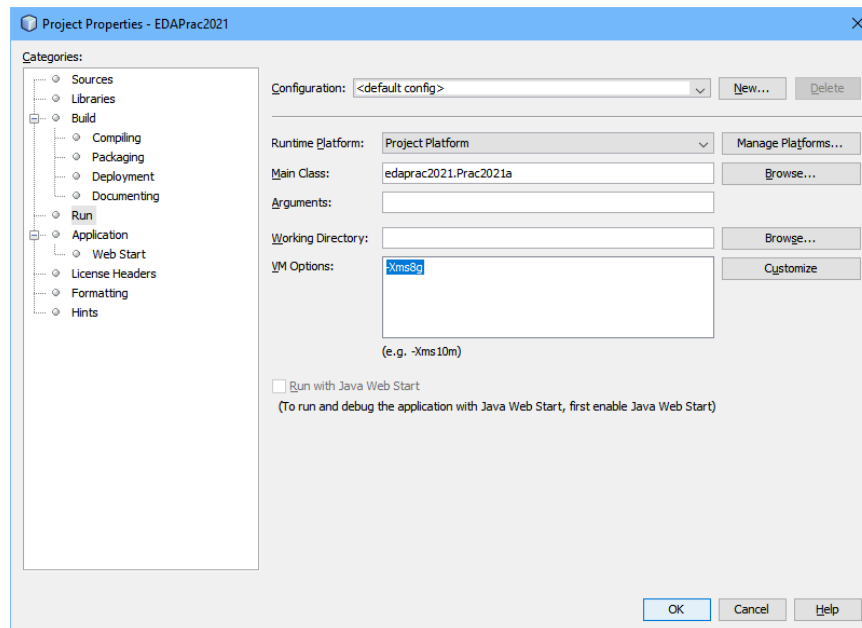 Project Properties - EDAPrac2021
Categories:
Sources
Libraries
Build
Compiling
Packaging
Deployment
Documenting
Run
Application
Web Start
License Headers
Formatting
Hints
Configuration: <default config> New... Delete
Runtime Platform: Project Platform Manage Platforms...
Main Class: edaprac2021.Prac2021a Browse...
Arguments:
Working Directory: Browse...
VM Options: -Xms8g Customize
(e.g. -Xms10m)
Run with Java Web Start
(To run and debug the application with Java Web Start, first enable Java Web Start)
OK Cancel Help